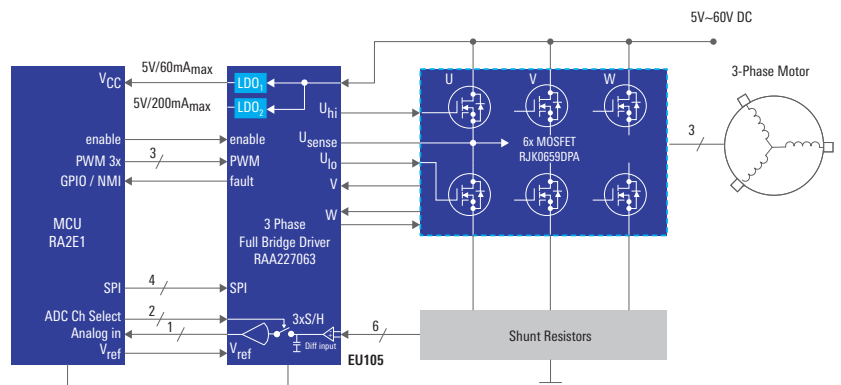 5V~60V DC
3-Phase Motor
5V/60mAmax
VCC
LDO1
5V/200mAmax
LDO2
U
V
W
Uhi
enable
enable
Usense
6x MOSFET
RJK0659DPA
3
PWM 3x
3
PWM
Ulo
GPIO / NMI
fault
V
W
MCU
RA2E1
3 Phase
Full Bridge Driver
RAA227063
SPI
4
SPI
ADC Ch Select
2
3xS/H
Analog in
1
Diff input
6
Shunt Resistors
Vref
Vref
EU105